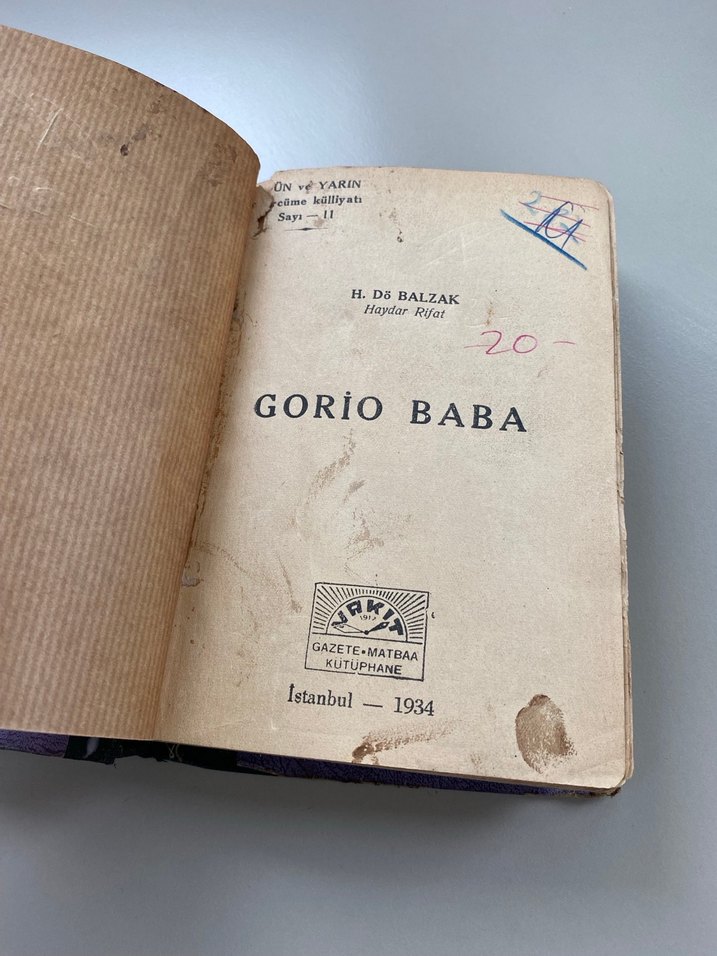 ÜN ve YARIN
rcüme külliyatı
Sayı — 11
H. Dö BALZAK
Haydar Rifat
20 —
GORİO BABA
VAKIT
1917
GAZETE • MATBAA
KÜTÜPHANE
İstanbul — 1934